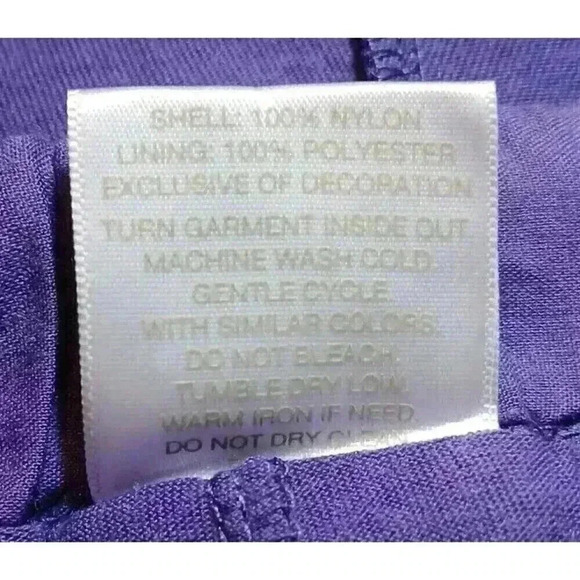 SHELL: 100% NYLON
LINING: 100% POLYESTER
EXCLUSIVE OF DECORATION
TURN GARMENT INSIDE OUT
MACHINE WASH COLD.
GENTLE CYCLE.
WITH SIMILAR COLORS.
DO NOT BLEACH.
TUMBLE DRY LOW.
WARM IRON IF NEED.
DO NOT DRY CLEAN.